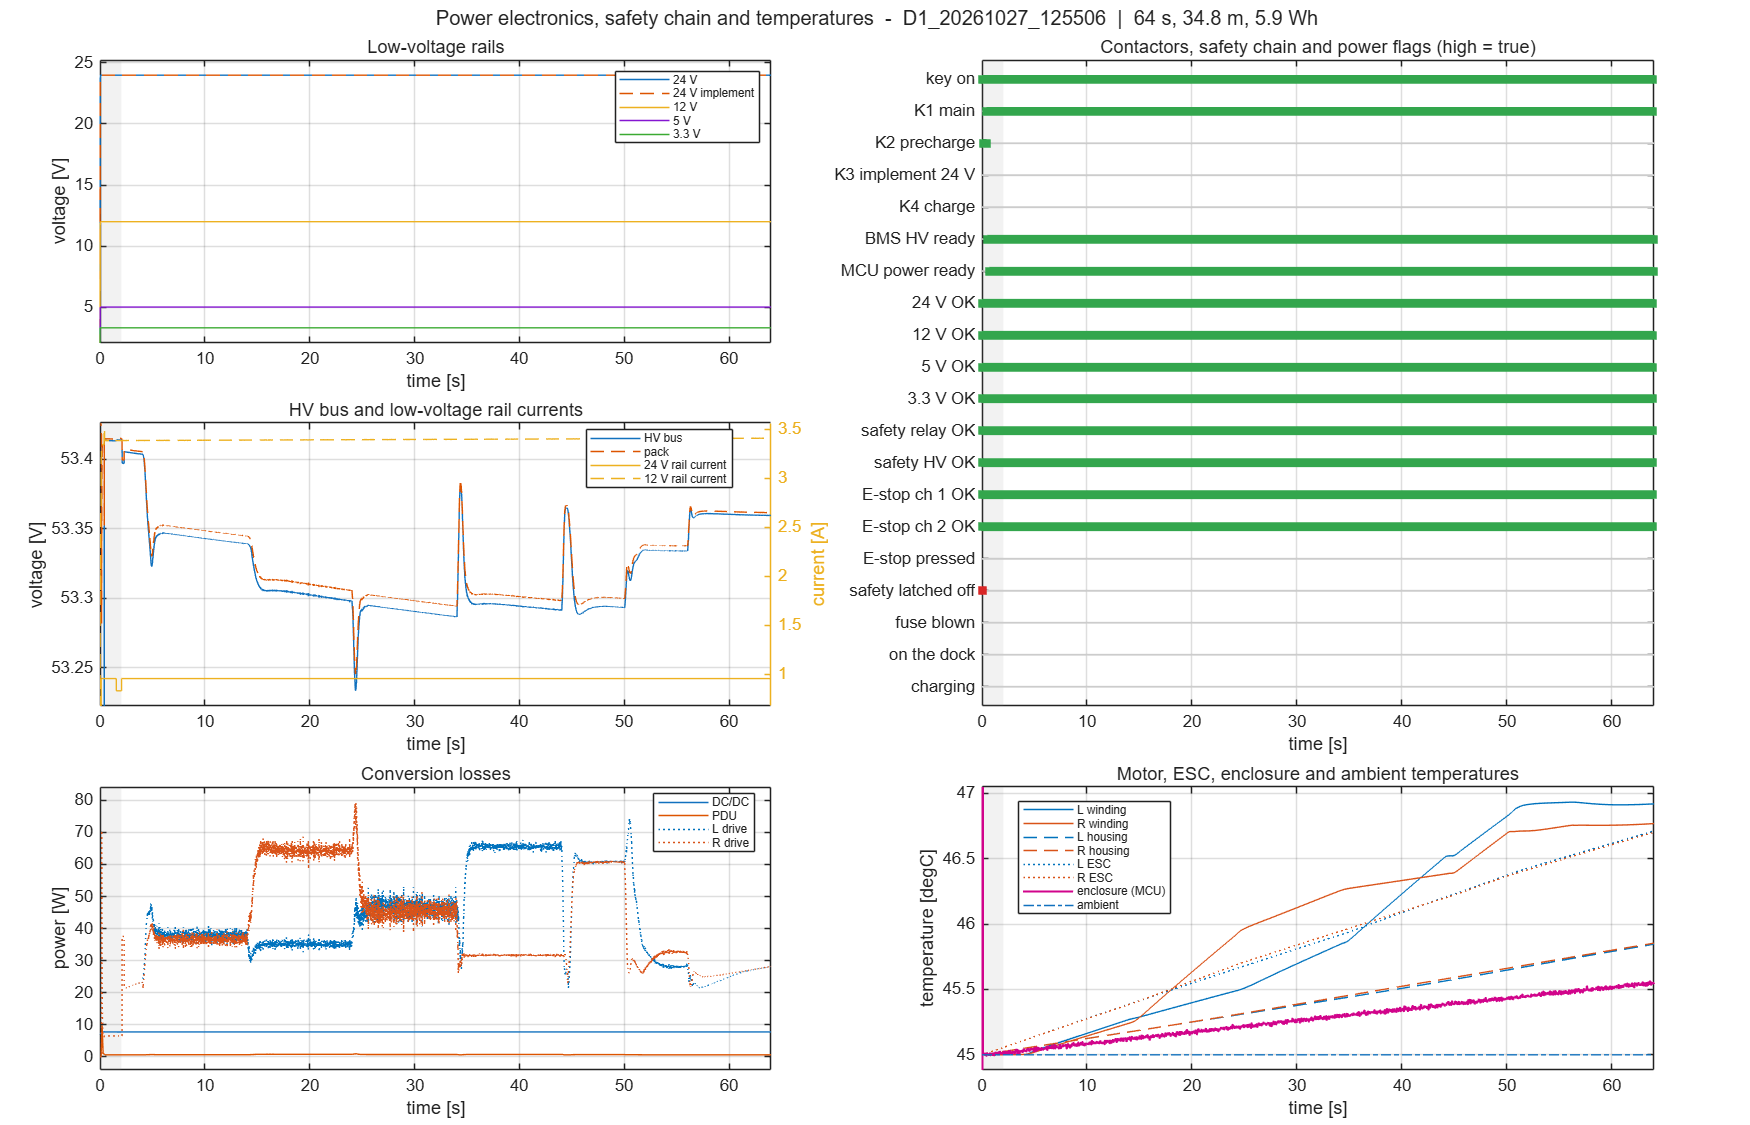 Power electronics, safety chain and temperatures - D1_20261027_125506 | 64 s, 34.8 m, 5.9 Wh
Low-voltage rails
voltage [V]
25
20
15
10
5
0 10 20 30 40 50 60
time [s]
24 V
24 V implement
12 V
5 V
3.3 V
HV bus and low-voltage rail currents
voltage [V]
53.4
53.35
53.3
53.25
0 10 20 30 40 50 60
time [s]
3.5
3
2.5
2
1.5
1
current [A]
HV bus
pack
24 V rail current
12 V rail current
Conversion losses
power [W]
80
70
60
50
40
30
20
10
0
0 10 20 30 40 50 60
time [s]
DC/DC
PDU
L drive
R drive
Contactors, safety chain and power flags (high = true)
key on
K1 main
K2 precharge
K3 implement 24 V
K4 charge
BMS HV ready
MCU power ready
24 V OK
12 V OK
5 V OK
3.3 V OK
safety relay OK
safety HV OK
E-stop ch 1 OK
E-stop ch 2 OK
E-stop pressed
safety latched off
fuse blown
on the dock
charging
0 10 20 30 40 50 60
time [s]
Motor, ESC, enclosure and ambient temperatures
temperature [degC]
47
46.5
46
45.5
45
0 10 20 30 40 50 60
time [s]
L winding
R winding
L housing
R housing
L ESC
R ESC
enclosure (MCU)
ambient